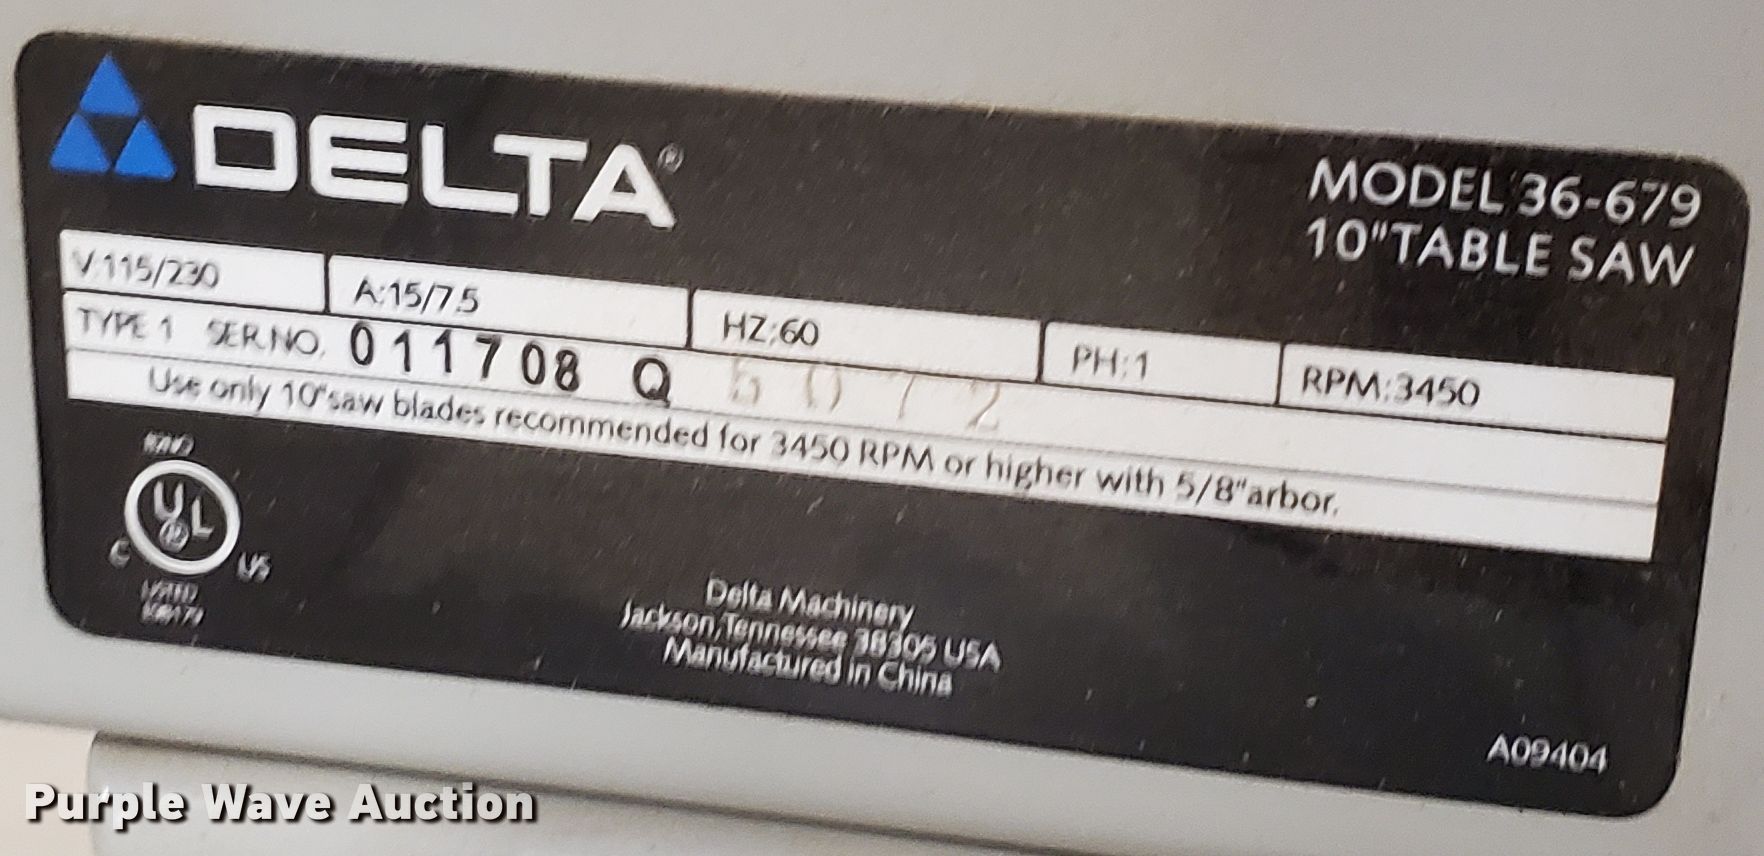 DELTA®
MODEL 36-679
10"TABLE SAW
V:115/230 A:15/7.5 HZ:60 PH:1 RPM:3450
TYPE 1 SER.NO. 011708 Q
Use only 10"saw blades recommended for 3450 RPM or higher with 5/8"arbor.
C UL® US
LISTED
Delta Machinery
Jackson,Tennessee 38305 USA
Manufactured in China
A09404
Purple Wave Auction